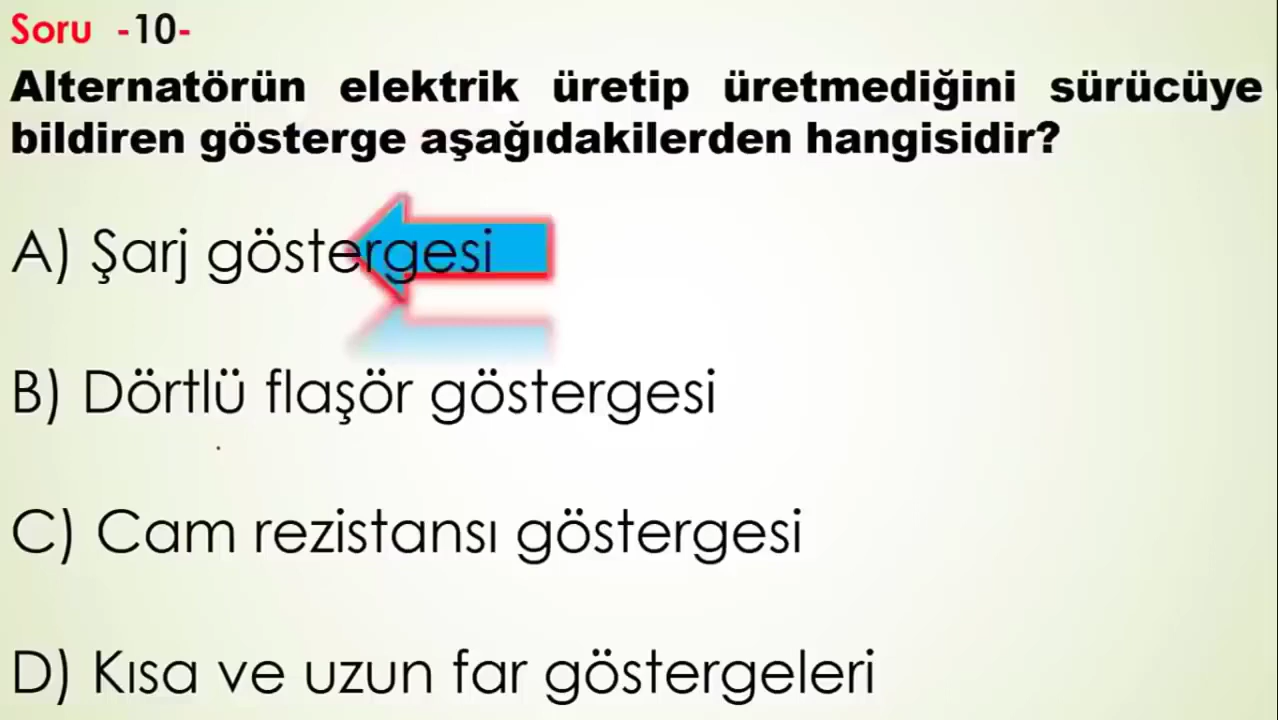 Soru -10-
Alternatörün elektrik üretip üretmediğini sürücüye
bildiren gösterge aşağıdakilerden hangisidir?
A) Şarj göstergesi
B) Dörtlü flaşör göstergesi
C) Cam rezistansı göstergesi
D) Kısa ve uzun far göstergeleri